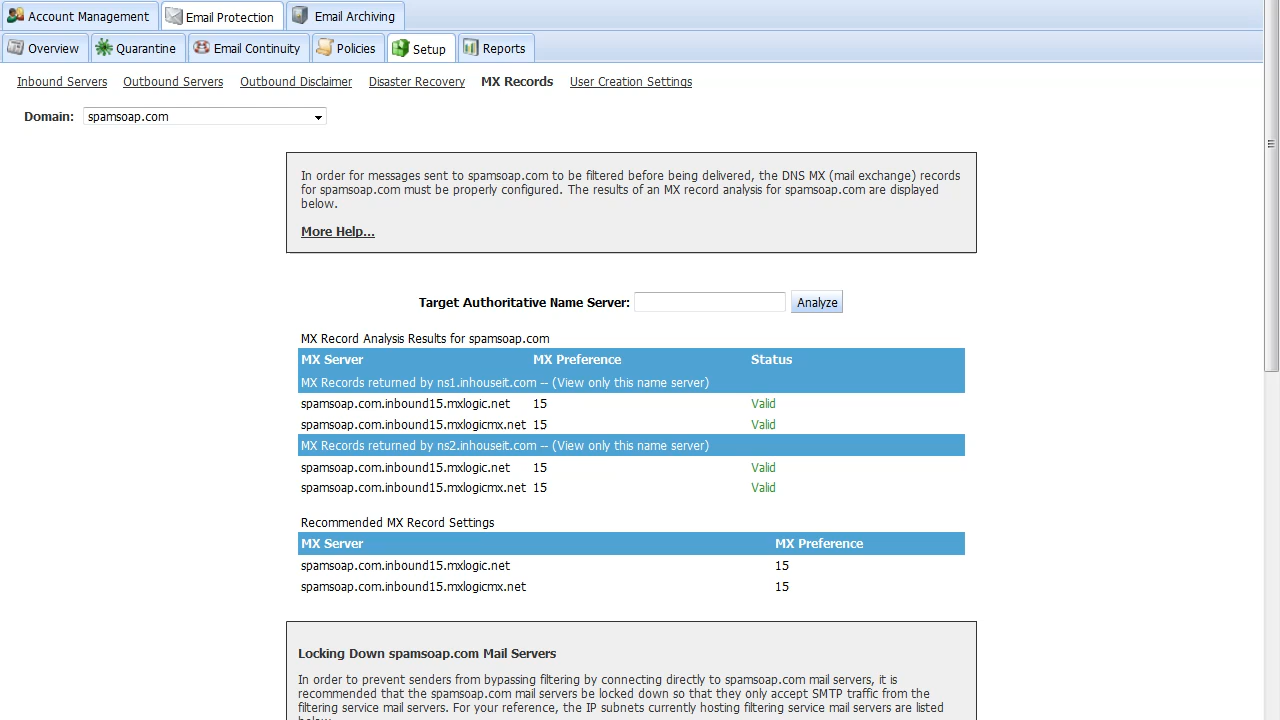 Account Management Email Protection Email Archiving
Overview Quarantine Email Continuity Policies Setup Reports
Inbound Servers Outbound Servers Outbound Disclaimer Disaster Recovery MX Records User Creation Settings
Domain: spamsoap.com
In order for messages sent to spamsoap.com to be filtered before being delivered, the DNS MX (mail exchange) records
for spamsoap.com must be properly configured. The results of an MX record analysis for spamsoap.com are displayed
below.
More Help...
Target Authoritative Name Server: Analyze
MX Record Analysis Results for spamsoap.com
MX Server MX Preference Status
MX Records returned by ns1.inhouseit.com -- (View only this name server)
spamsoap.com.inbound15.mxlogic.net 15 Valid
spamsoap.com.inbound15.mxlogicmx.net 15 Valid
MX Records returned by ns2.inhouseit.com -- (View only this name server)
spamsoap.com.inbound15.mxlogic.net 15 Valid
spamsoap.com.inbound15.mxlogicmx.net 15 Valid
Recommended MX Record Settings
MX Server MX Preference
spamsoap.com.inbound15.mxlogic.net 15
spamsoap.com.inbound15.mxlogicmx.net 15
Locking Down spamsoap.com Mail Servers
In order to prevent senders from bypassing filtering by connecting directly to spamsoap.com mail servers, it is
recommended that the spamsoap.com mail servers be locked down so that they only accept SMTP traffic from the
filtering service mail servers. For your reference, the IP subnets currently hosting filtering service mail servers are listed